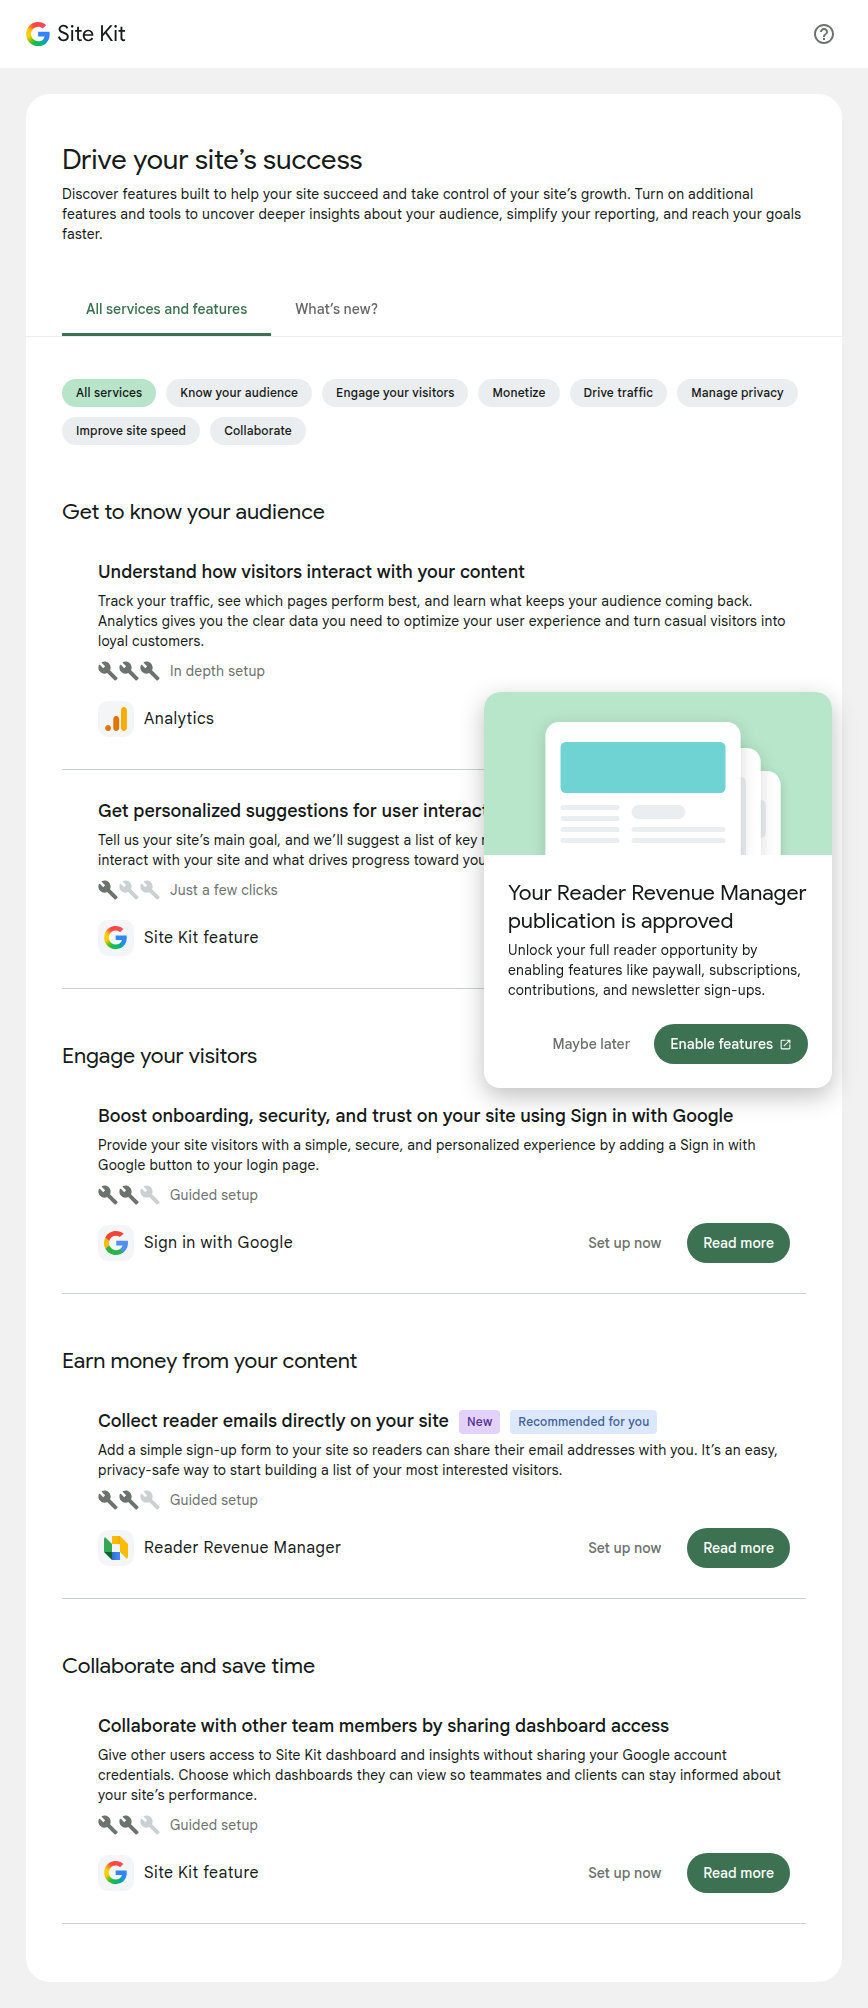 Site Kit
Drive your site's success
Discover features built to help your site succeed and take control of your site's growth. Turn on additional
features and tools to uncover deeper insights about your audience, simplify your reporting, and reach your goals
faster.
All services and features
What's new?
All services
Know your audience
Engage your visitors
Monetize
Drive traffic
Manage privacy
Improve site speed
Collaborate
Get to know your audience
Understand how visitors interact with your content
Track your traffic, see which pages perform best, and learn what keeps your audience coming back.
Analytics gives you the clear data you need to optimize your user experience and turn casual visitors into
loyal customers.
In depth setup
Analytics
Get personalized suggestions for user
Tell us your site's main goal, and we'll suggest a list of key
interact with your site and what drives progress toward
Site Kit feature
Just a few clicks
Your Reader Revenue Manager
publication is approved
Unlock your full reader opportunity by
enabling features like paywall, subscriptions,
contributions, and newsletter sign-ups.
Maybe later
Enable features
Engage your visitors
Boost onboarding, security, and trust on your site using Sign in with Google
Provide your site visitors with a simple, secure, and personalized experience by adding a Sign in with
Google button to your login page.
Guided setup
Sign in with Google
Set up now
Read more
Earn money from your content
Collect reader emails directly on your site
New
Recommended for you
Add a simple sign-up form to your site so readers can share their email addresses with you. It's an easy,
privacy-safe way to start building a list of your most interested visitors.
Guided setup
Reader Revenue Manager
Set up now
Read more
Collaborate and save time
Collaborate with other team members by sharing dashboard access
Give other users access to Site Kit dashboard and insights without sharing your Google account
credentials. Choose which dashboards they can view so teammates and clients can stay informed about
your site's performance.
Guided setup
Site Kit feature
Set up now
Read more